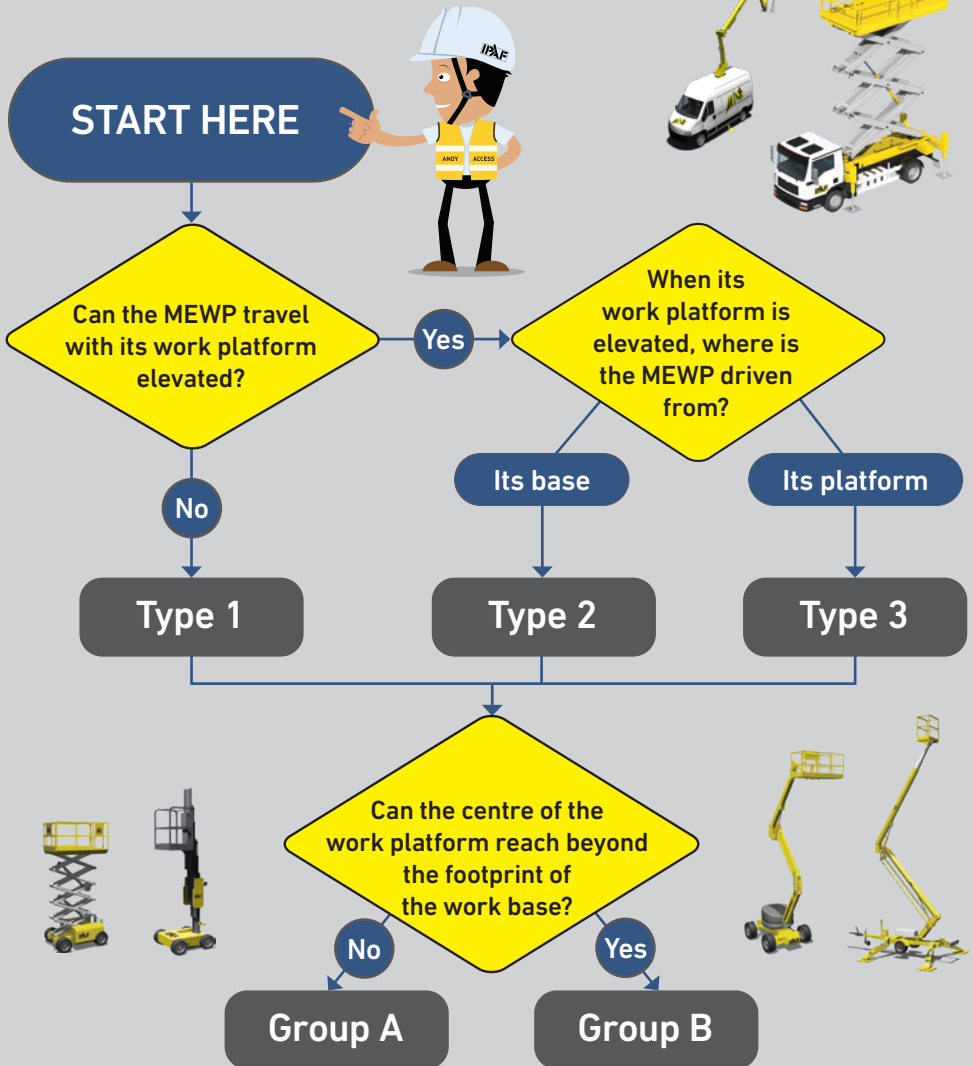 IPAF
START HERE
ANDY ACCESS
Can the MEWP travel
with its work platform
elevated?
Yes
When its
work platform is
elevated, where is
the MEWP driven
from?
No
Its base
Its platform
Type 1
Type 2
Type 3
Can the centre of the
work platform reach beyond
the footprint of
the work base?
No
Yes
Group A
Group B